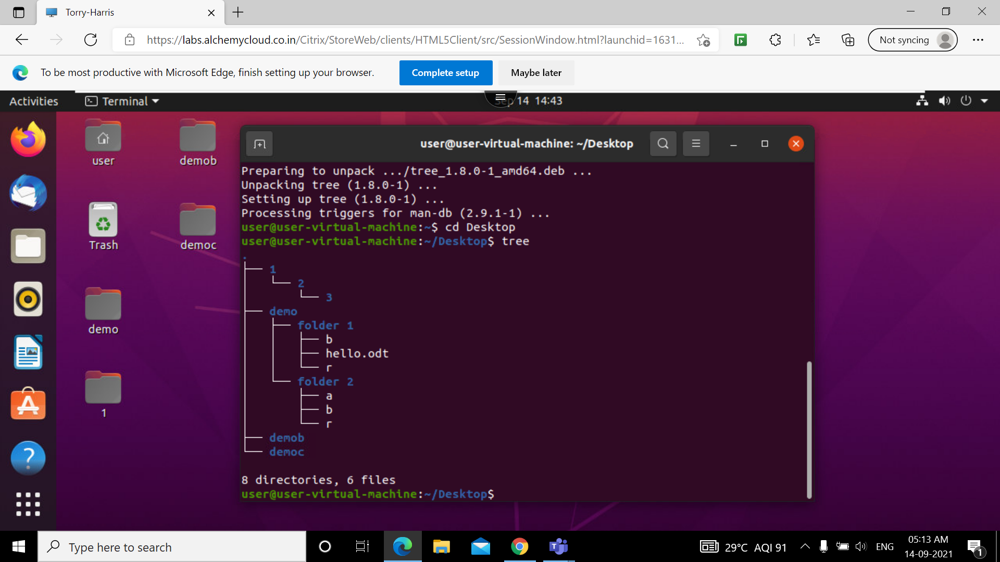 Torry-Harris
https://labs.alchemycloud.co.in/Citrix/StoreWeb/clients/HTML5Client/src/SessionWindow.html?launchid=1631...
Not syncing
To be most productive with Microsoft Edge, finish setting up your browser.
Complete setup
Maybe later
Activities
Terminal
Sep 14 14:43
user
demob
Trash
democ
demo
1
user@user-virtual-machine: ~/Desktop
Preparing to unpack .../tree_1.8.0-1_amd64.deb ...
Unpacking tree (1.8.0-1) ...
Setting up tree (1.8.0-1) ...
Processing triggers for man-db (2.9.1-1) ...
user@user-virtual-machine:~$ cd Desktop
user@user-virtual-machine:~/Desktop$ tree
.
├── 1
│   └── 2
│       └── 3
├── demo
│   ├── folder 1
│   │   ├── b
│   │   ├── hello.odt
│   │   └── r
│   └── folder 2
│       ├── a
│       ├── b
│       └── r
├── demob
└── democ
8 directories, 6 files
user@user-virtual-machine:~/Desktop$
Type here to search
29°C AQI 91
ENG
05:13 AM
14-09-2021
1